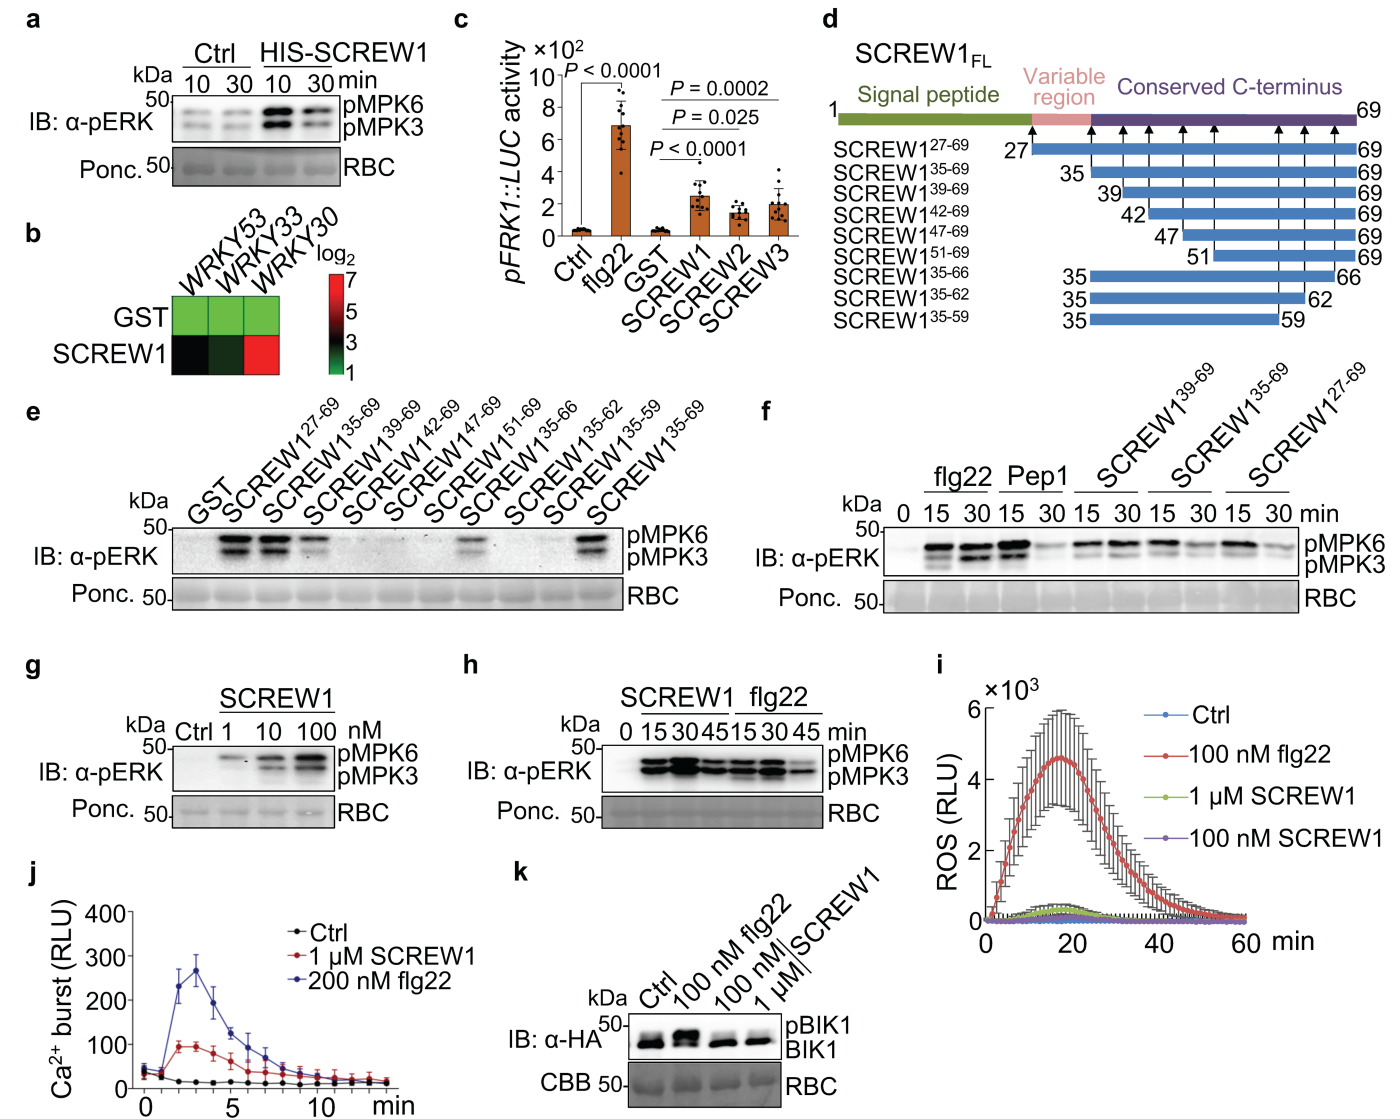 a
Ctrl HIS-SCREW1
kDa 10 30 10 30 min
50
IB: α-pERK
pMPK6
pMPK3
Ponc. 50 RBC
b
WRKY53 WRKY33 WRKY30
log2
GST
SCREW1
7
5
3
1
c
×10²
pFRK1::LUC activity
10
8
6
4
2
0
P < 0.0001
P = 0.0002
P = 0.025
P < 0.0001
Ctrl flg22 GST SCREW1 SCREW2 SCREW3
d
SCREW1FL
Signal peptide Variable region Conserved C-terminus
1 69
SCREW1²⁷⁻⁶⁹ 27 69
SCREW1³⁵⁻⁶⁹ 35 69
SCREW1³⁹⁻⁶⁹ 39 69
SCREW1⁴²⁻⁶⁹ 42 69
SCREW1⁴⁷⁻⁶⁹ 47 69
SCREW1⁵¹⁻⁶⁹ 51 69
SCREW1³⁵⁻⁶⁶ 35 66
SCREW1³⁵⁻⁶² 35 62
SCREW1³⁵⁻⁵⁹ 35 59
e
GST SCREW1²⁷⁻⁶⁹ SCREW1³⁵⁻⁶⁹ SCREW1³⁹⁻⁶⁹ SCREW1⁴²⁻⁶⁹ SCREW1⁴⁷⁻⁶⁹ SCREW1⁵¹⁻⁶⁹ SCREW1³⁵⁻⁶⁶ SCREW1³⁵⁻⁶² SCREW1³⁵⁻⁵⁹ SCREW1³⁵⁻⁶⁹
kDa
50
IB: α-pERK
pMPK6
pMPK3
Ponc. 50 RBC
f
flg22 Pep1 SCREW1³⁹⁻⁶⁹ SCREW1³⁵⁻⁶⁹ SCREW1²⁷⁻⁶⁹
kDa 0 15 30 15 30 15 30 15 30 15 30 min
50
IB: α-pERK
pMPK6
pMPK3
Ponc. 50 RBC
g
SCREW1
kDa Ctrl 1 10 100 nM
50
IB: α-pERK
pMPK6
pMPK3
Ponc. 50 RBC
h
SCREW1 flg22
kDa 0 15 30 45 15 30 45 min
50
IB: α-pERK
pMPK6
pMPK3
Ponc. 50 RBC
i
×10³
ROS (RLU)
6
4
2
0
0 20 40 60 min
Ctrl
100 nM flg22
1 µM SCREW1
100 nM SCREW1
j
Ca²⁺ burst (RLU)
400
300
200
100
0
0 5 10 min
Ctrl
1 µM SCREW1
200 nM flg22
k
Ctrl 100 nM flg22 100 nM 1 µM SCREW1
kDa
50
IB: α-HA
pBIK1
BIK1
CBB 50 RBC